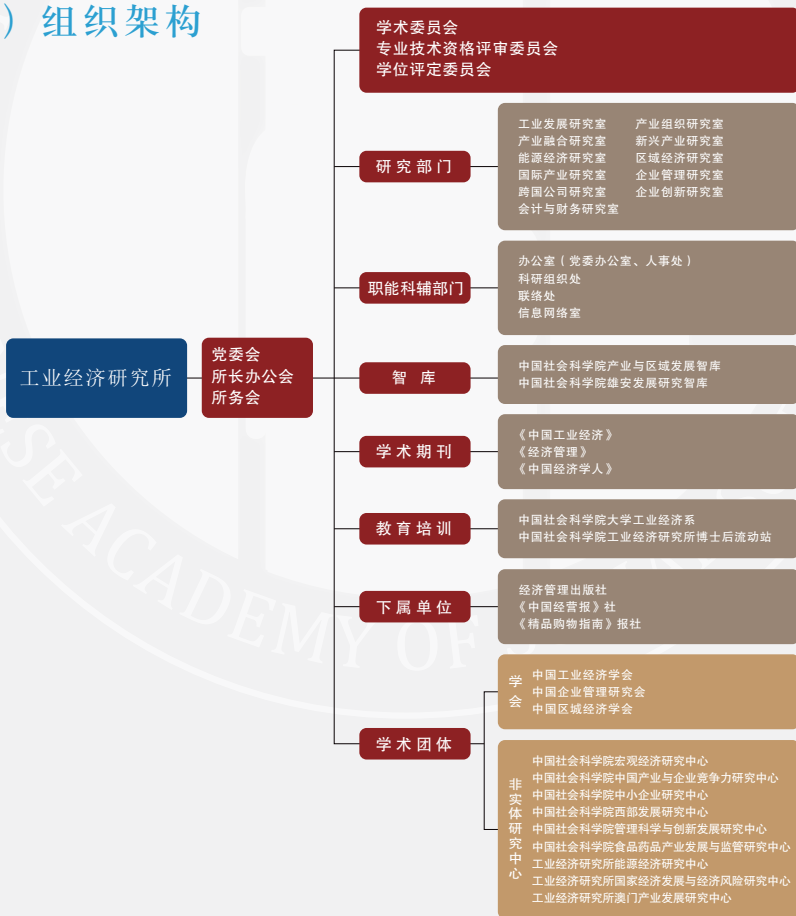 ）组织架构
学术委员会
专业技术资格评审委员会
学位评定委员会
研究部门
工业发展研究室 产业组织研究室
产业融合研究室 新兴产业研究室
能源经济研究室 区域经济研究室
国际产业研究室 企业管理研究室
跨国公司研究室 企业创新研究室
会计与财务研究室
职能科辅部门
办公室（党委办公室、人事处）
科研组织处
联络处
信息网络室
工业经济研究所
党委会
所长办公会
所务会
智 库
中国社会科学院产业与区域发展智库
中国社会科学院雄安发展研究智库
学术期刊
《中国工业经济》
《经济管理》
《中国经济学人》
教育培训
中国社会科学院大学工业经济系
中国社会科学院工业经济研究所博士后流动站
下属单位
经济管理出版社
《中国经营报》社
《精品购物指南》报社
学术团体
学会
中国工业经济学会
中国企业管理研究会
中国区域经济学会
非实体研究中心
中国社会科学院宏观经济研究中心
中国社会科学院中国产业与企业竞争力研究中心
中国社会科学院中小企业研究中心
中国社会科学院西部发展研究中心
中国社会科学院管理科学与创新发展研究中心
中国社会科学院食品药品产业发展与监管研究中心
工业经济研究所能源经济研究中心
工业经济研究所国家经济发展与经济风险研究中心
工业经济研究所澳门产业发展研究中心
ESE ACADEMY OF S